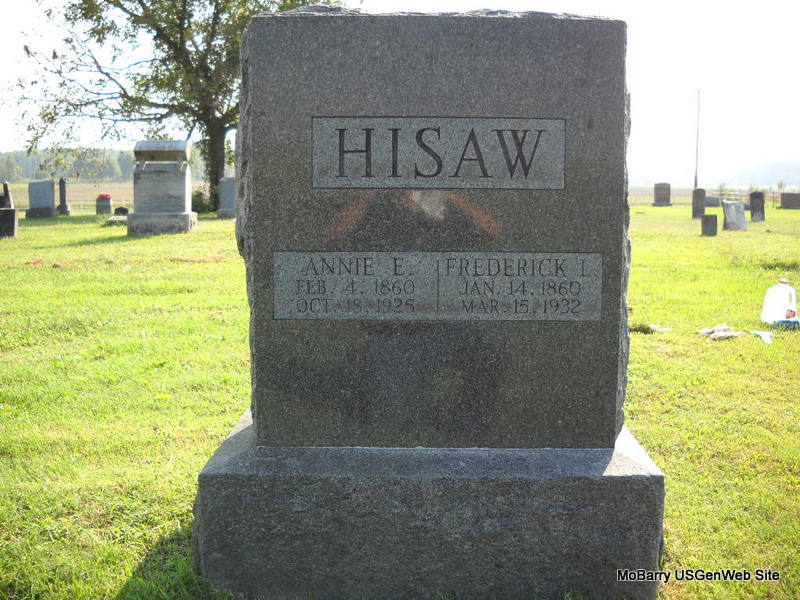 HISAW
ANNIE E.
FEB. 4, 1860
OCT. 18, 1925
FREDERICK L.
JAN. 14, 1860
MAR. 15, 1932
MoBarry USGenWeb Site